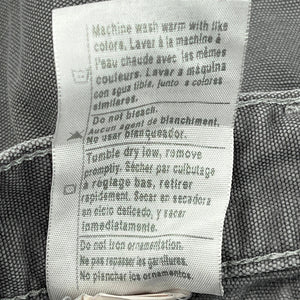 Machine wash warm with like
colors. Laver à la machine à
l'eau chaude avec les mêmes
couleurs. Lavar a máquina
con agua tibia, junto a colores
similares.
Do not bleach.
Aucun agent de blanchiment.
No usar blanqueador.
Tumble dry low, remove
promptly. Sécher par culbutage
à réglage bas, retirer
rapidement. Secar en secadora
en ciclo delicado, y sacar
inmediatamente.
Do not iron ornamentation.
Ne pas repasser les garnitures.
No planchar los ornamentos.